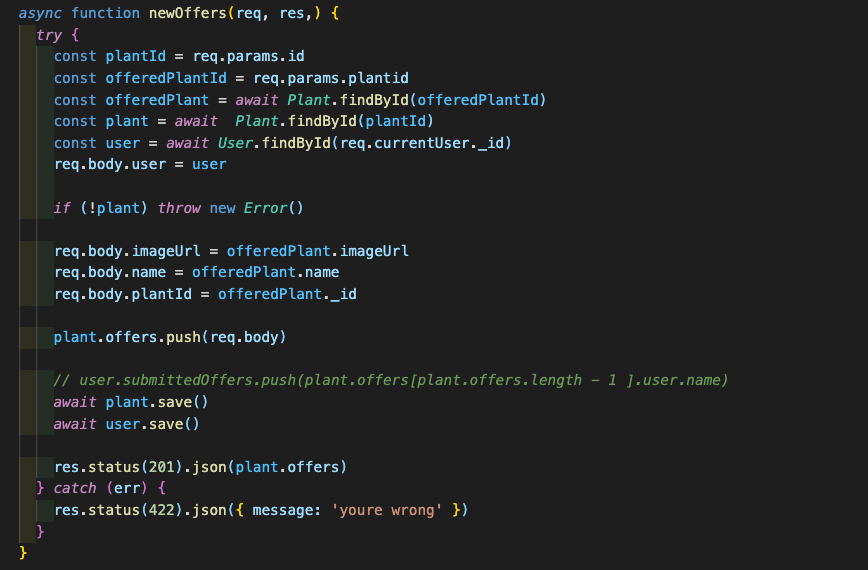 async function newOffers(req, res,) {
try {
const plantId = req.params.id
const offeredPlantId = req.params.plantid
const offeredPlant = await Plant.findById(offeredPlantId)
const plant = await  Plant.findById(plantId)
const user = await User.findById(req.currentUser._id)
req.body.user = user
if (!plant) throw new Error()
req.body.imageUrl = offeredPlant.imageUrl
req.body.name = offeredPlant.name
req.body.plantId = offeredPlant._id
plant.offers.push(req.body)
// user.submittedOffers.push(plant.offers[plant.offers.length - 1 ].user.name)
await plant.save()
await user.save()
res.status(201).json(plant.offers)
} catch (err) {
res.status(422).json({ message: 'youre wrong' })
}
}